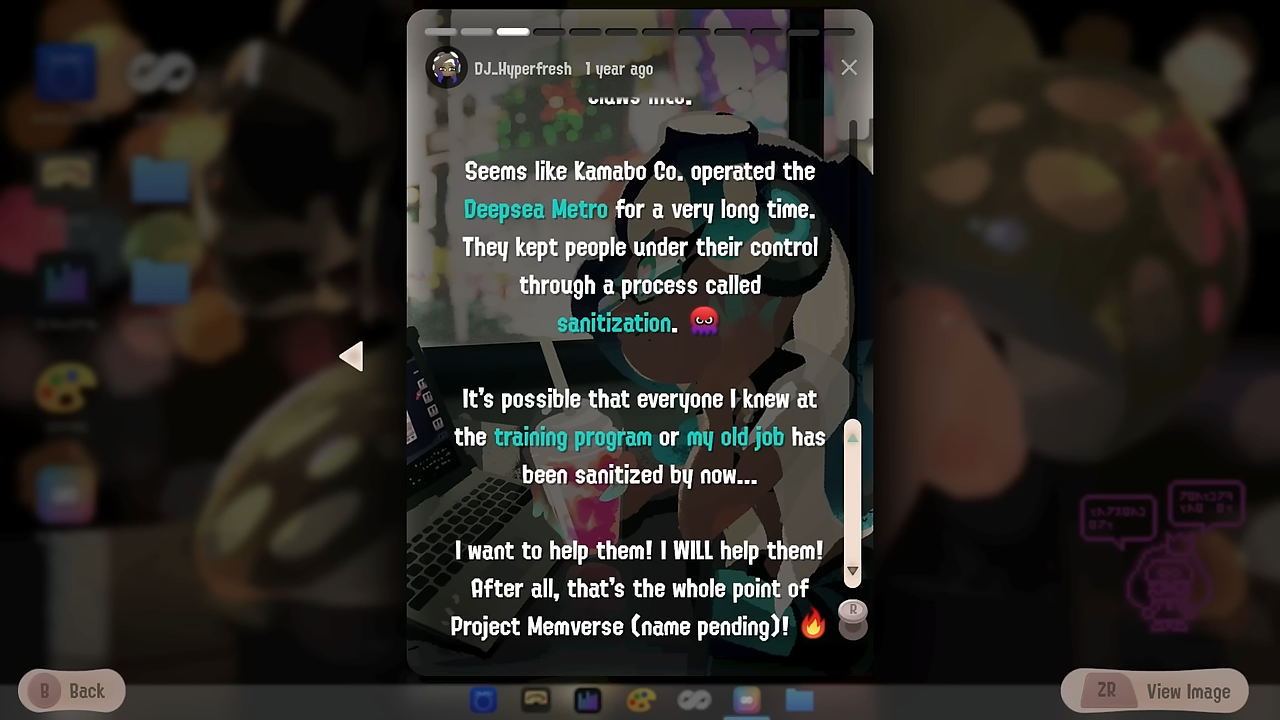 DJ_Hyperfresh 1 year ago
claws into.
Seems like Kamabo Co. operated the
Deepsea Metro for a very long time.
They kept people under their control
through a process called
sanitization.
It's possible that everyone I knew at
the training program or my old job has
been sanitized by now...
I want to help them! I WILL help them!
After all, that's the whole point of
Project Memverse (name pending)!
R
B Back
ZR View Image